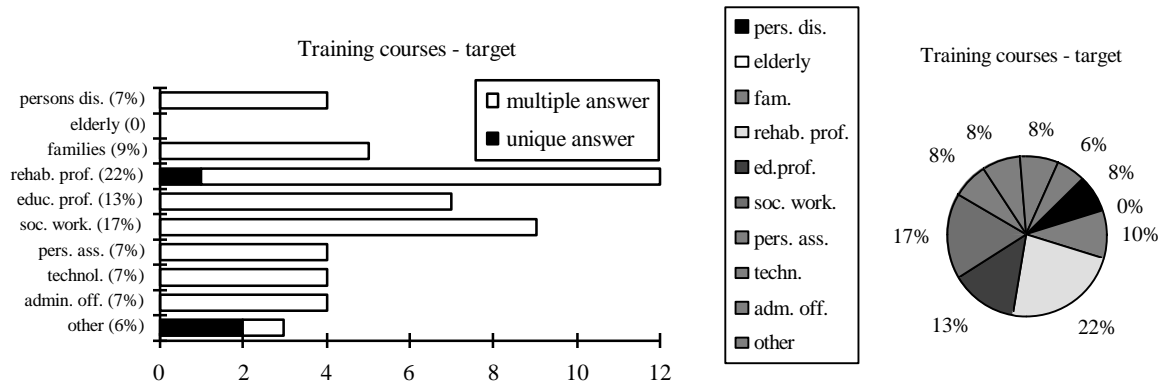 Training courses - target
persons dis. (7%)
elderly (0)
families (9%)
rehab. prof. (22%)
educ. prof. (13%)
soc. work. (17%)
pers. ass. (7%)
technol. (7%)
admin. off. (7%)
other (6%)
0 2 4 6 8 10 12
multiple answer
unique answer
pers. dis.
elderly
fam.
rehab. prof.
ed.prof.
soc. work.
pers. ass.
techn.
adm. off.
other
Training courses - target
8%
8%
8%
6%
8%
0%
10%
17%
13%
22%